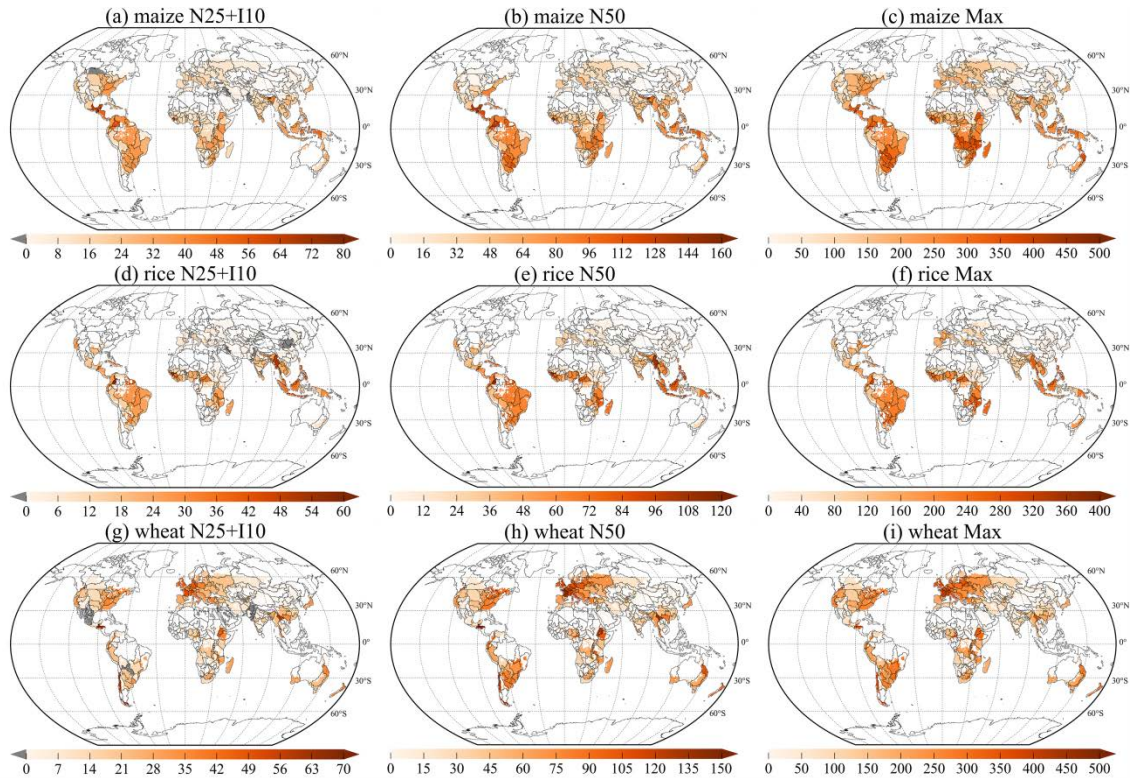 (a) maize N25+I10 (b) maize N50 (c) maize Max
60°N 60°N 60°N
30°N 30°N 30°N
0° 0° 0°
30°S 30°S 30°S
60°S 60°S 60°S
0 8 16 24 32 40 48 56 64 72 80 0 16 32 48 64 80 96 112 128 144 160 0 50 100 150 200 250 300 350 400 450 500
(d) rice N25+I10 (e) rice N50 (f) rice Max
60°N 60°N 60°N
30°N 30°N 30°N
0° 0° 0°
30°S 30°S 30°S
60°S 60°S 60°S
0 6 12 18 24 30 36 42 48 54 60 0 12 24 36 48 60 72 84 96 108 120 0 40 80 120 160 200 240 280 320 360 400
(g) wheat N25+I10 (h) wheat N50 (i) wheat Max
60°N 60°N 60°N
30°N 30°N 30°N
0° 0° 0°
30°S 30°S 30°S
60°S 60°S 60°S
0 7 14 21 28 35 42 49 56 63 70 0 15 30 45 60 75 90 105 120 135 150 0 50 100 150 200 250 300 350 400 450 500